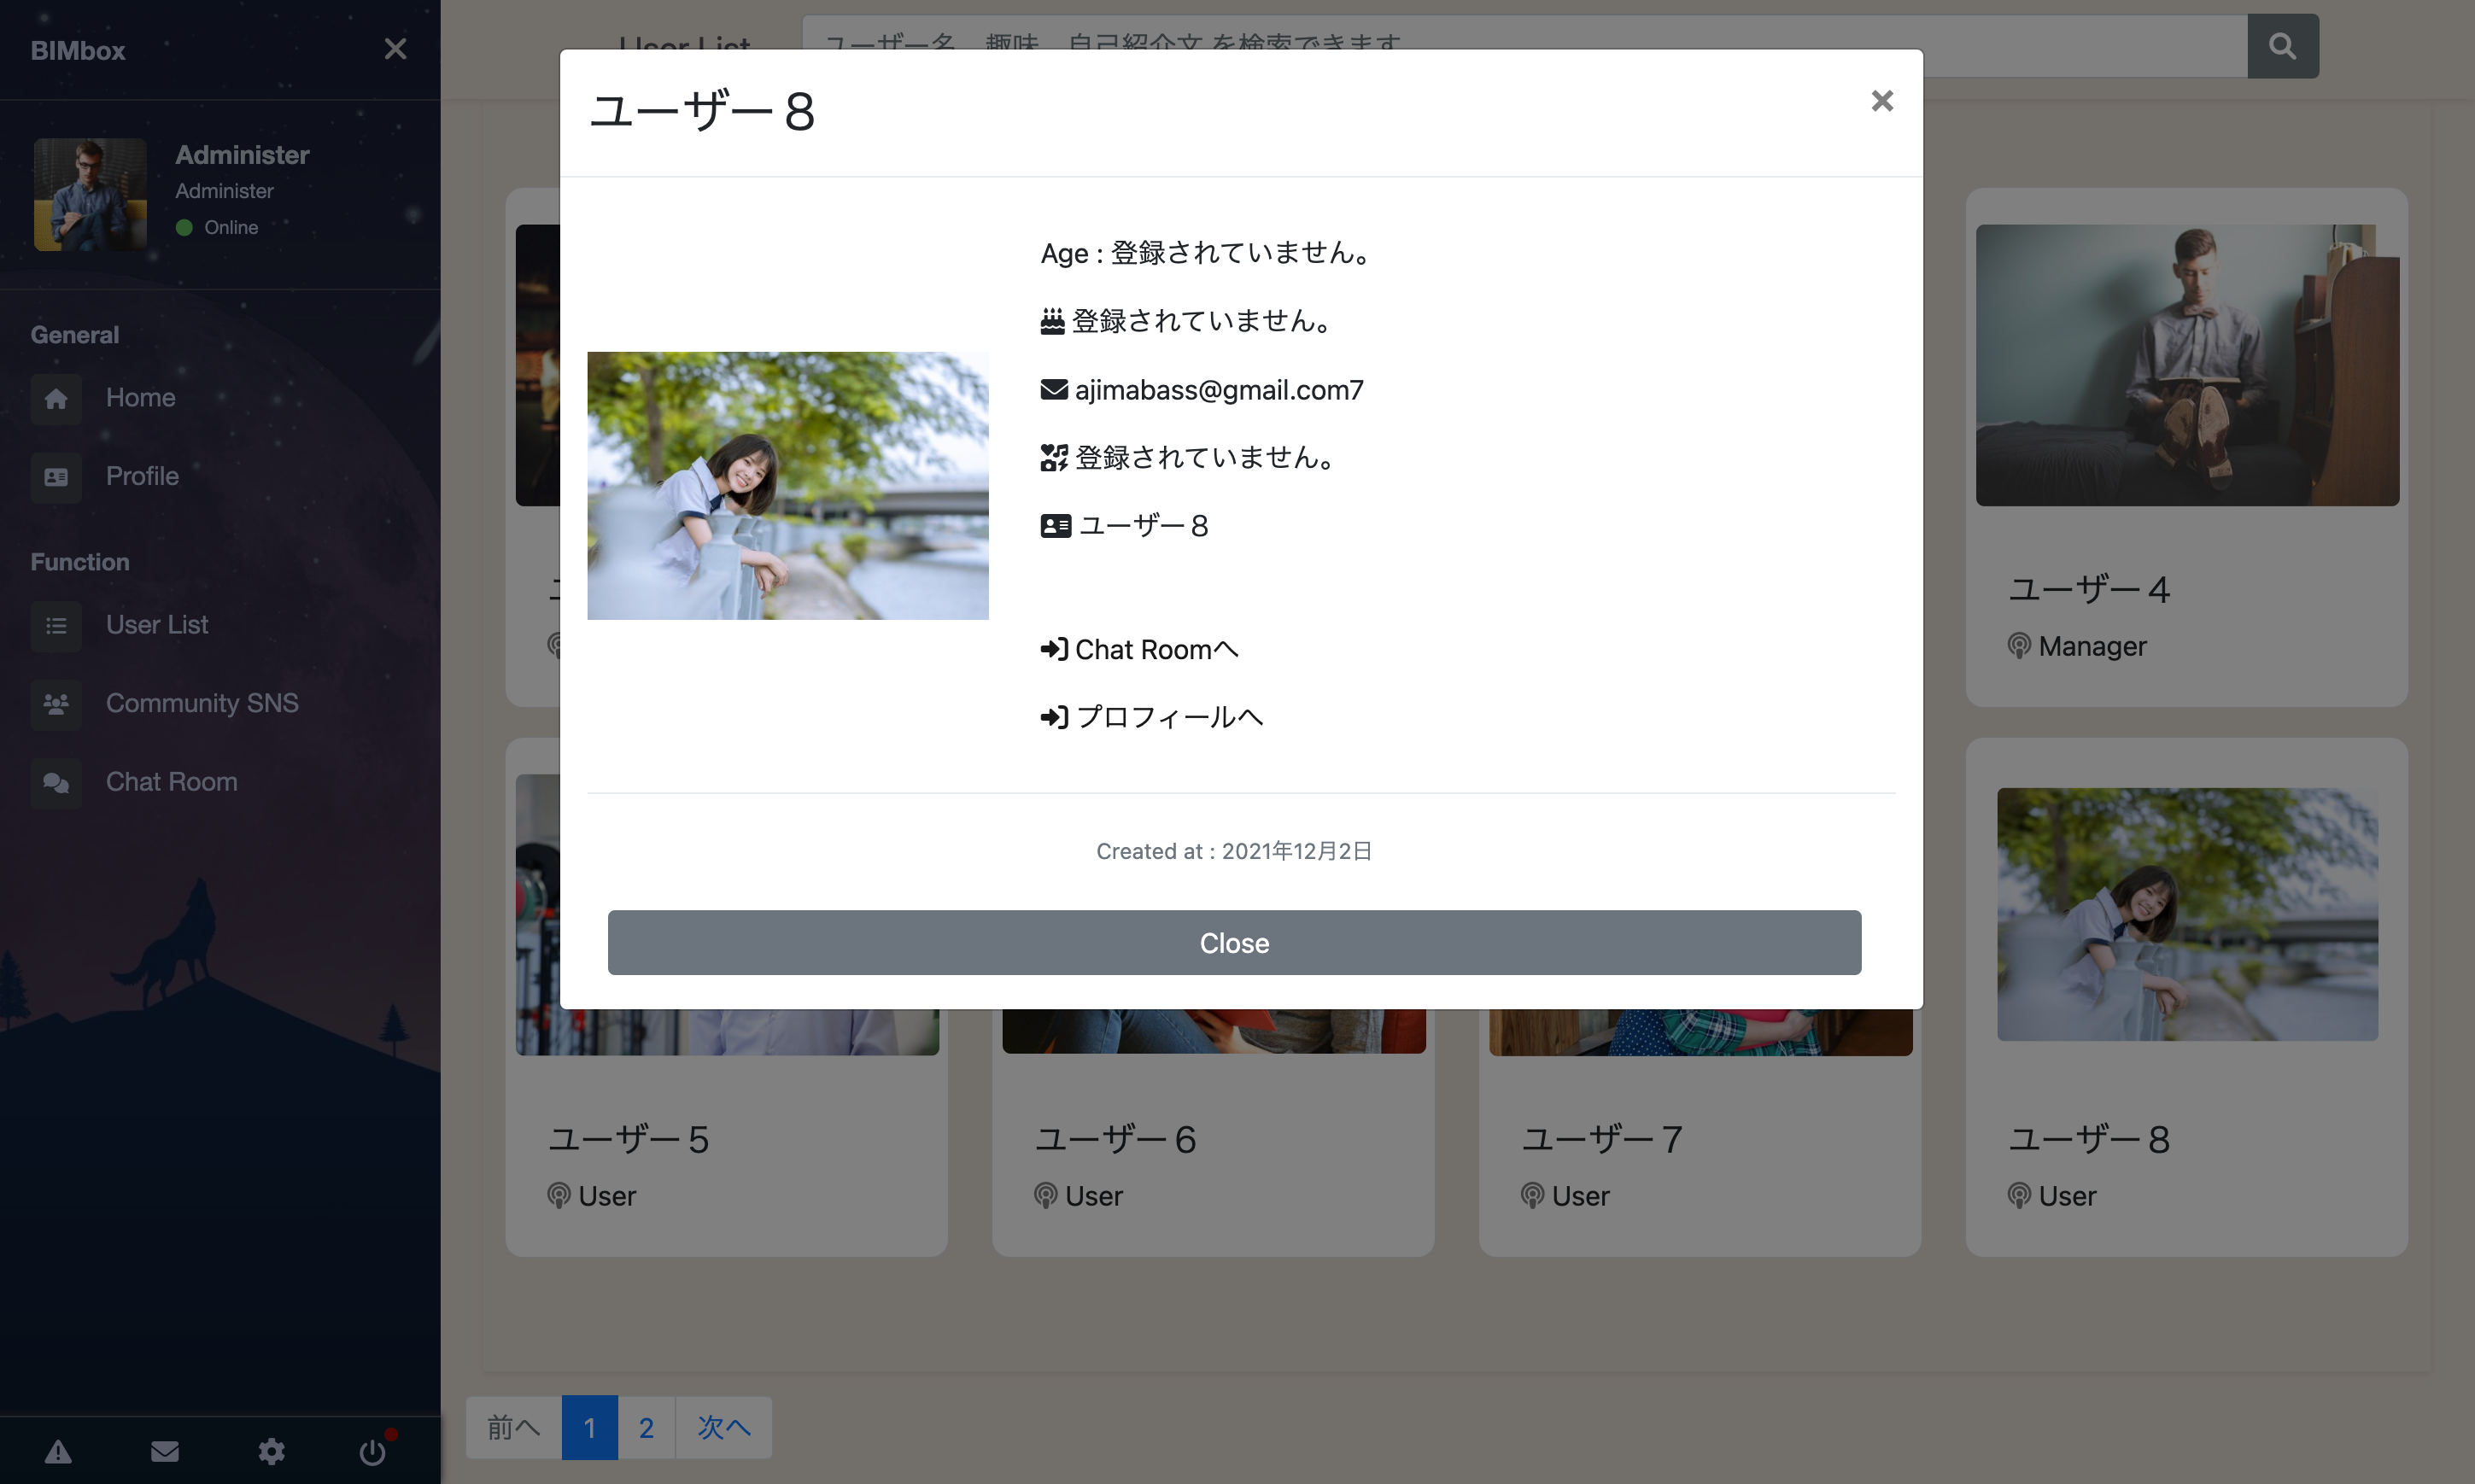 BIMbox
Administer
Administer
Online
General
Home
Profile
Function
User List
Community SNS
Chat Room
User List
ユーザー名、趣味、自己紹介文 を検索できます
ユーザー８
Age : 登録されていません。
登録されていません。
ajimabass@gmail.com7
登録されていません。
ユーザー８
Chat Roomへ
プロフィールへ
Created at : 2021年12月2日
Close
ユーザー４
Manager
ユーザー５
User
ユーザー６
User
ユーザー７
User
ユーザー８
User
前へ 1 2 次へ